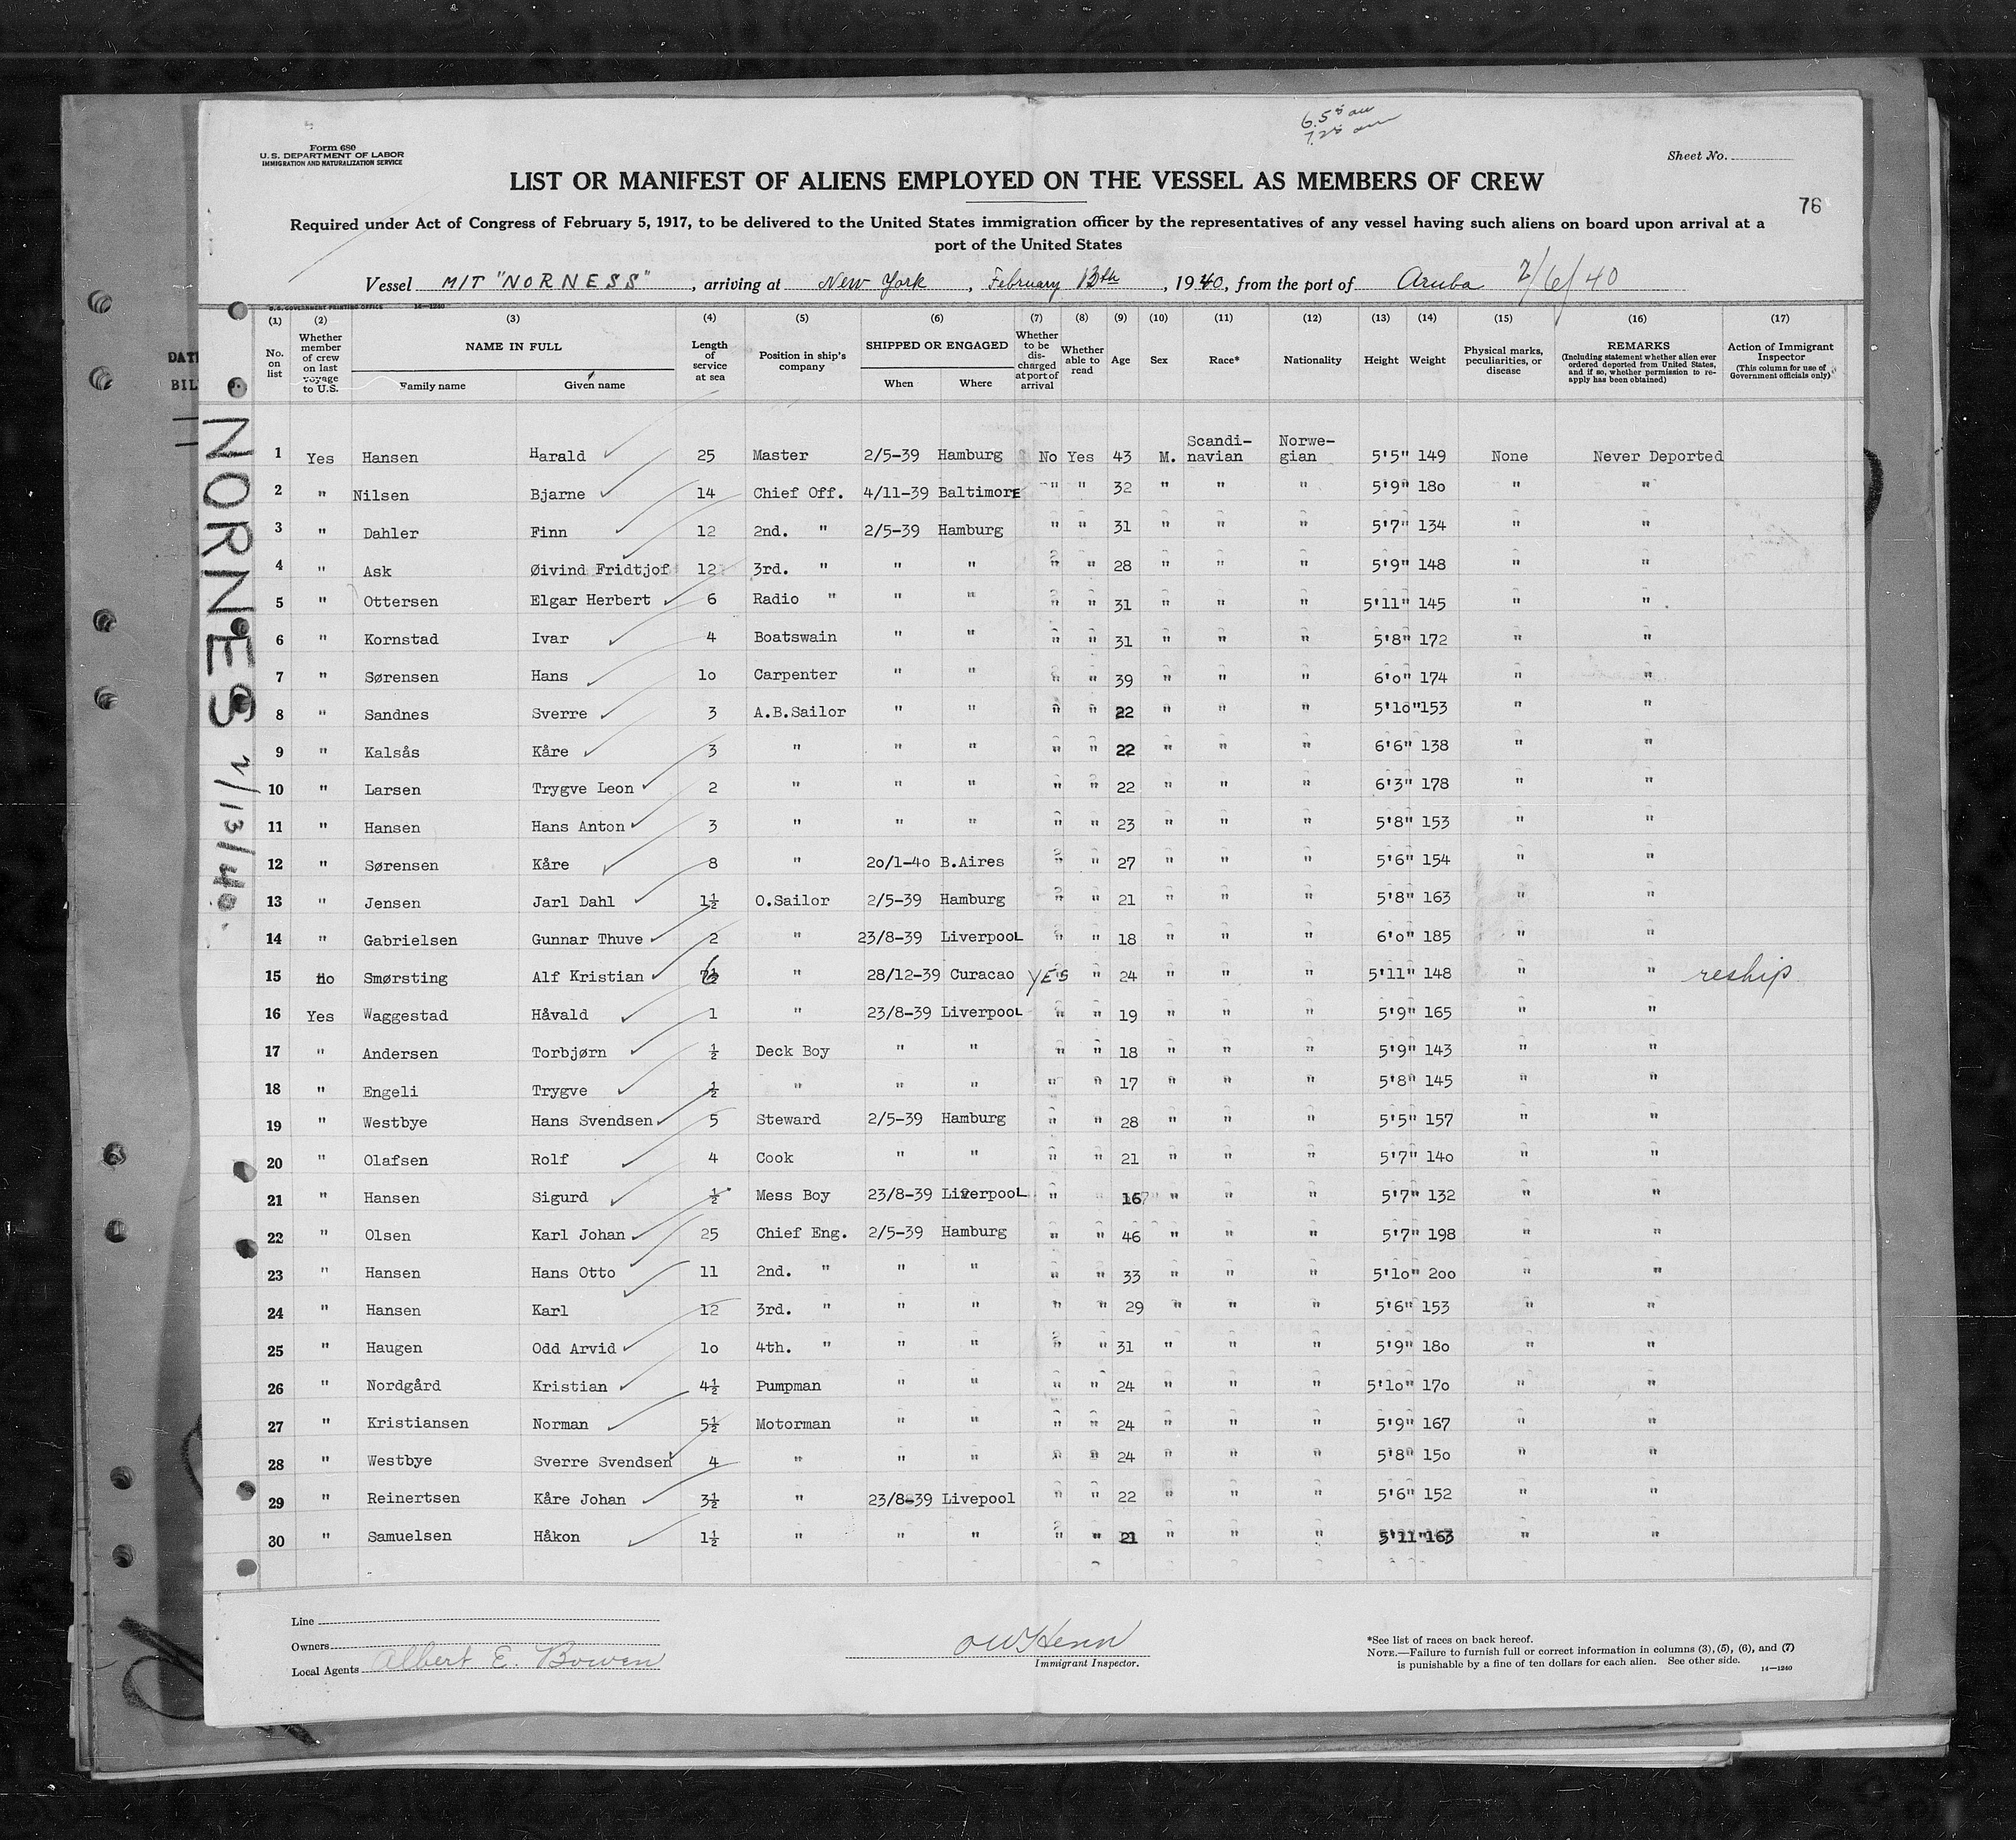 6.58 am
7.28 am
Form 680
U. S. DEPARTMENT OF LABOR
IMMIGRATION AND NATURALIZATION SERVICE
Sheet No.
LIST OR MANIFEST OF ALIENS EMPLOYED ON THE VESSEL AS MEMBERS OF CREW
76
Required under Act of Congress of February 5, 1917, to be delivered to the United States immigration officer by the representatives of any vessel having such aliens on board upon arrival at a
port of the United States
Vessel M/T "NORNESS", arriving at New York, February 13th, 1940, from the port of Aruba 2/6/40
U.S. GOVERNMENT PRINTING OFFICE 14—1240
(1) (2) (3) (4) (5) (6) (7) (8) (9) (10) (11) (12) (13) (14) (15) (16) (17)
No. on list
Whether member of crew on last voyage to U.S.
NAME IN FULL
Family name Given name
Length of service at sea
Position in ship's company
SHIPPED OR ENGAGED
When Where
Whether to be dis-charged at port of arrival
Whether able to read
Age
Sex
Race*
Nationality
Height
Weight
Physical marks, peculiarities, or disease
REMARKS
(Including statement whether alien ever ordered deported from United States, and if so, whether permission to re-apply has been obtained)
Action of Immigrant Inspector
(This column for use of Government officials only)
DATE
BIL
NORNESS 2/13/40
1 Yes Hansen Harald 25 Master 2/5-39 Hamburg No Yes 43 M. Scandi-navian Norwe-gian 5'5" 149 None Never Deported
2 " Nilsen Bjarne 14 Chief Off. 4/11-39 Baltimore " " 32 " " " 5'9" 180 " "
3 " Dahler Finn 12 2nd. " 2/5-39 Hamburg " " 31 " " " 5'7" 134 " "
4 " Ask Øivind Fridtjof 12 3rd. " " " " " 28 " " " 5'9" 148 " "
5 " Ottersen Elgar Herbert 6 Radio " " " " " 31 " " " 5'11" 145 " "
6 " Kornstad Ivar 4 Boatswain " " " " 31 " " " 5'8" 172 " "
7 " Sørensen Hans 10 Carpenter " " " " 39 " " " 6'0" 174 " "
8 " Sandnes Sverre 3 A.B.Sailor " " " " 22 " " " 5'10" 153 " "
9 " Kalsås Kåre 3 " " " " " 22 " " " 6'6" 138 " "
10 " Larsen Trygve Leon 2 " " " " " 22 " " " 6'3" 178 " "
11 " Hansen Hans Anton 3 " " " " " 23 " " " 5'8" 153 " "
12 " Sørensen Kåre 8 " 20/1-40 B.Aires " " 27 " " " 5'6" 154 " "
13 " Jensen Jarl Dahl 1½ O.Sailor 2/5-39 Hamburg " " 21 " " " 5'8" 163 " "
14 " Gabrielsen Gunnar Thuve 2 " 23/8-39 Liverpool " " 18 " " " 6'0" 185 " "
15 no Smørsting Alf Kristian " 28/12-39 Curacao YES " 24 " " " 5'11" 148 " " reship
16 Yes Waggestad Håvald 1 " 23/8-39 Liverpool " " 19 " " " 5'9" 165 " "
17 " Andersen Torbjørn ½ Deck Boy " " " " 18 " " " 5'9" 143 " "
18 " Engeli Trygve ½ " " " " " 17 " " " 5'8" 145 " "
19 " Westbye Hans Svendsen 5 Steward 2/5-39 Hamburg " " 28 " " " 5'5" 157 " "
20 " Olafsen Rolf 4 Cook " " " " 21 " " " 5'7" 140 " "
21 " Hansen Sigurd ½ Mess Boy 23/8-39 Liverpool " 16 " " " 5'7" 132 " "
22 " Olsen Karl Johan 25 Chief Eng. 2/5-39 Hamburg " " 46 " " " 5'7" 198 " "
23 " Hansen Hans Otto 11 2nd. " " " " " 33 " " " 5'10" 200 " "
24 " Hansen Karl 12 3rd. " " " " " 29 " " " 5'6" 153 " "
25 " Haugen Odd Arvid 10 4th. " " " " " 31 " " " 5'9" 180 " "
26 " Nordgård Kristian 4½ Pumpman " " " " 24 " " " 5'10" 170 " "
27 " Kristiansen Norman 5½ Motorman " " " " 24 " " " 5'9" 167 " "
28 " Westbye Sverre Svendsen 4 " " " " " 24 " " " 5'8" 150 " "
29 " Reinertsen Kåre Johan 3½ " 23/8-39 Livepool " " 22 " " " 5'6" 152 " "
30 " Samuelsen Håkon 1½ " " " " " 21 " " " 5'11" 163 " "
Line
Owners
Local Agents Albert E. Bowen
OW Henn
Immigrant Inspector.
*See list of races on back hereof.
NOTE.—Failure to furnish full or correct information in columns (3), (5), (6), and (7)
is punishable by a fine of ten dollars for each alien. See other side.
14—1240